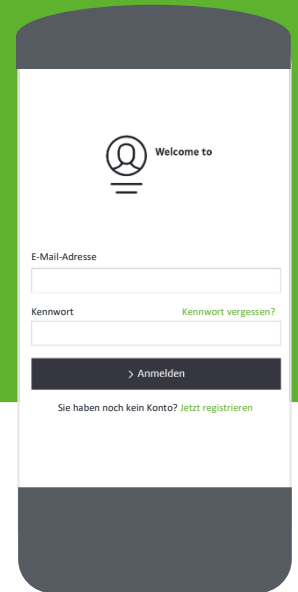 Welcome to
E-Mail-Adresse
Kennwort Kennwort vergessen?
> Anmelden
Sie haben noch kein Konto? Jetzt registrieren